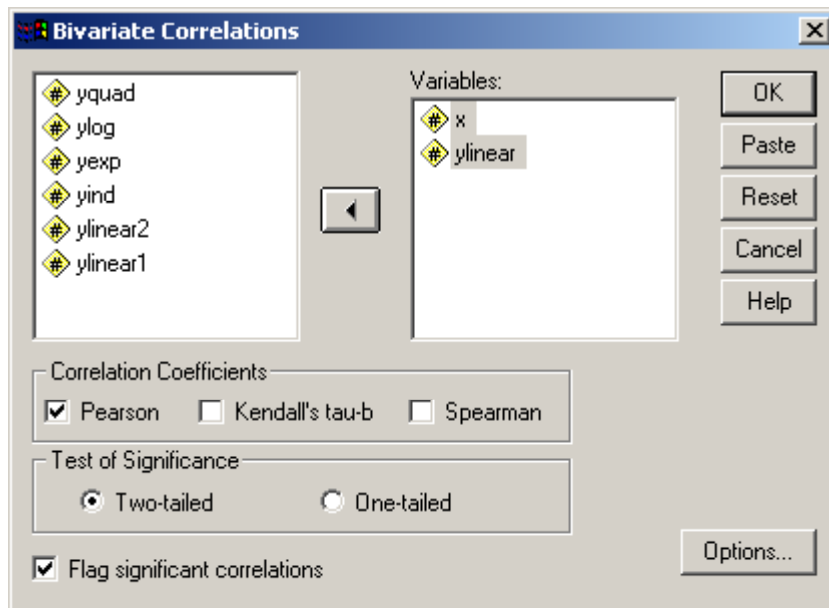 Bivariate Correlations
yquad
ylog
yexp
yind
ylinear2
ylinear1
Variables:
x
ylinear
OK
Paste
Reset
Cancel
Help
Correlation Coefficients
Pearson Kendall's tau-b Spearman
Test of Significance
Two-tailed One-tailed
Flag significant correlations
Options...